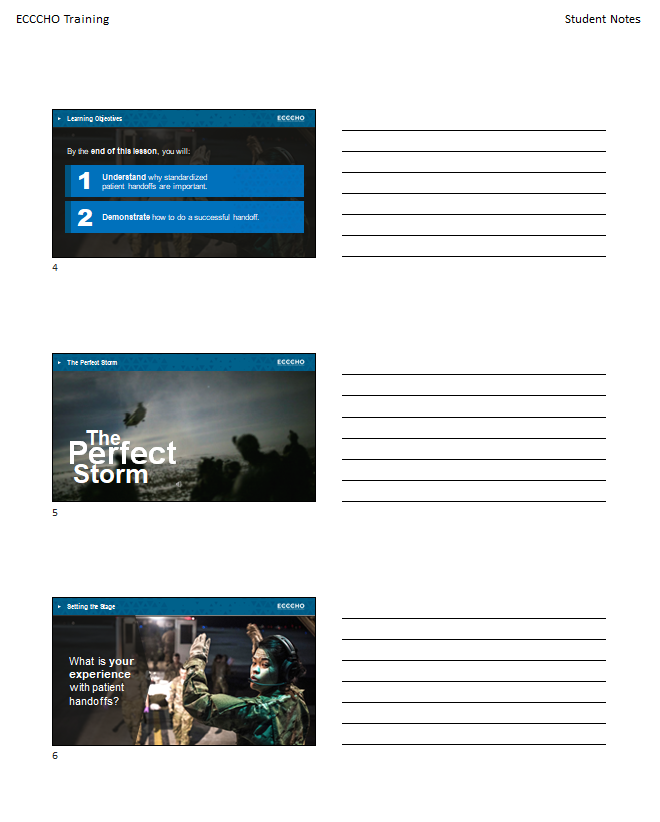 ECCCHO Training
Student Notes
Learning Objectives
ECCCHO
By the end of this lesson, you will:
1
Understand why standardized
patient handoffs are important.
2
Demonstrate how to do a successful handoff.
4
The Perfect Storm
ECCCHO
The
Perfect
Storm
5
Setting the Stage
ECCCHO
What is your
experience
with patient
handoffs?
6